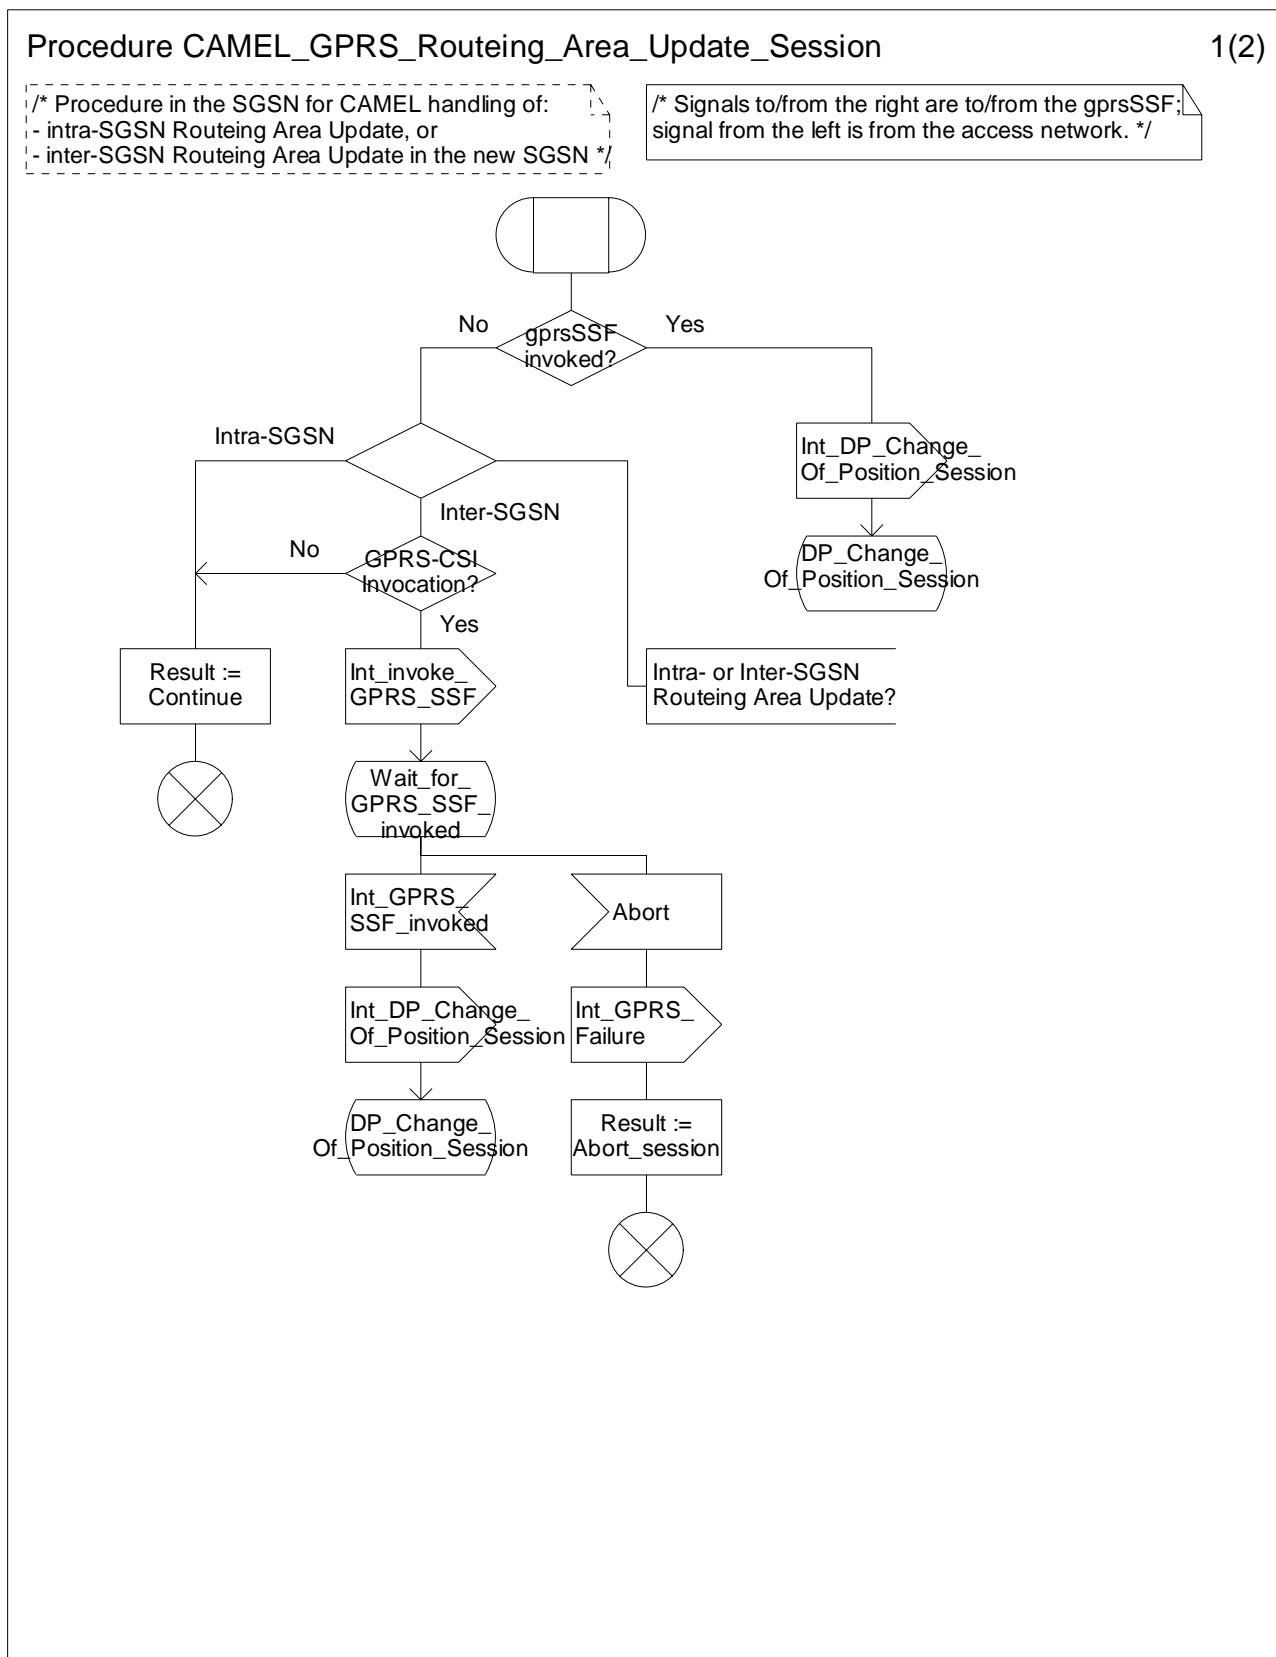 Procedure CAMEL_GPRS_Routeing_Area_Update_Session
1(2)
/* Procedure in the SGSN for CAMEL handling of:
- intra-SGSN Routeing Area Update, or
- inter-SGSN Routeing Area Update in the new SGSN */
/* Signals to/from the right are to/from the gprsSSF;
signal from the left is from the access network. */
No
gprsSSF
invoked?
Yes
Intra-SGSN
Int_DP_Change_
Of_Position_Session
Inter-SGSN
No
GPRS-CSI
Invocation?
DP_Change_
Of_Position_Session
Yes
Result :=
Continue
Int_invoke_
GPRS_SSF
Intra- or Inter-SGSN
Routeing Area Update?
Wait_for_
GPRS_SSF_
invoked
Int_GPRS_
SSF_invoked
Abort
Int_DP_Change_
Of_Position_Session
Int_GPRS_
Failure
DP_Change_
Of_Position_Session
Result :=
Abort_session